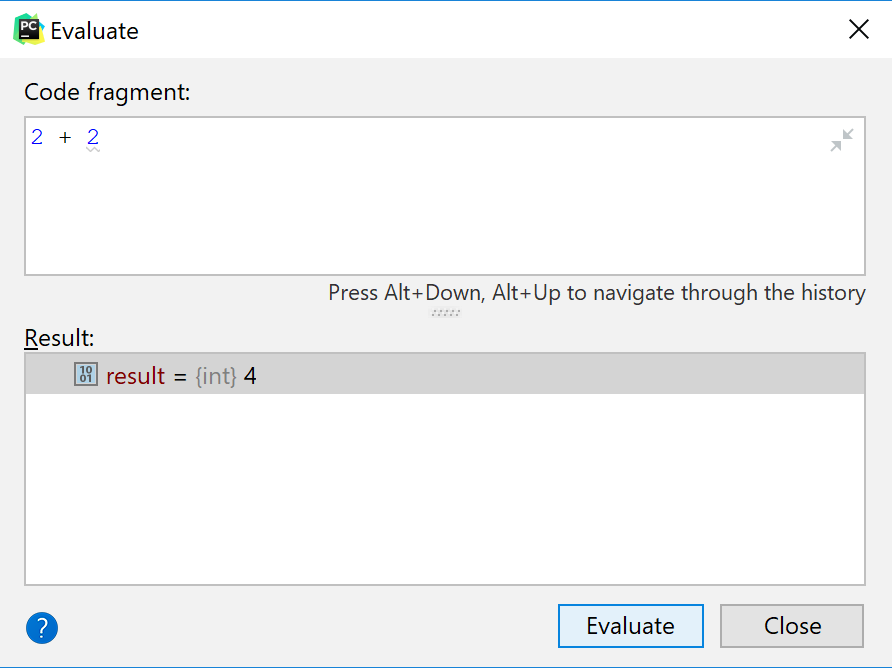 PC Evaluate
Code fragment:
2 + 2
Press Alt+Down, Alt+Up to navigate through the history
Result:
10 01 result = {int} 4
? Evaluate Close